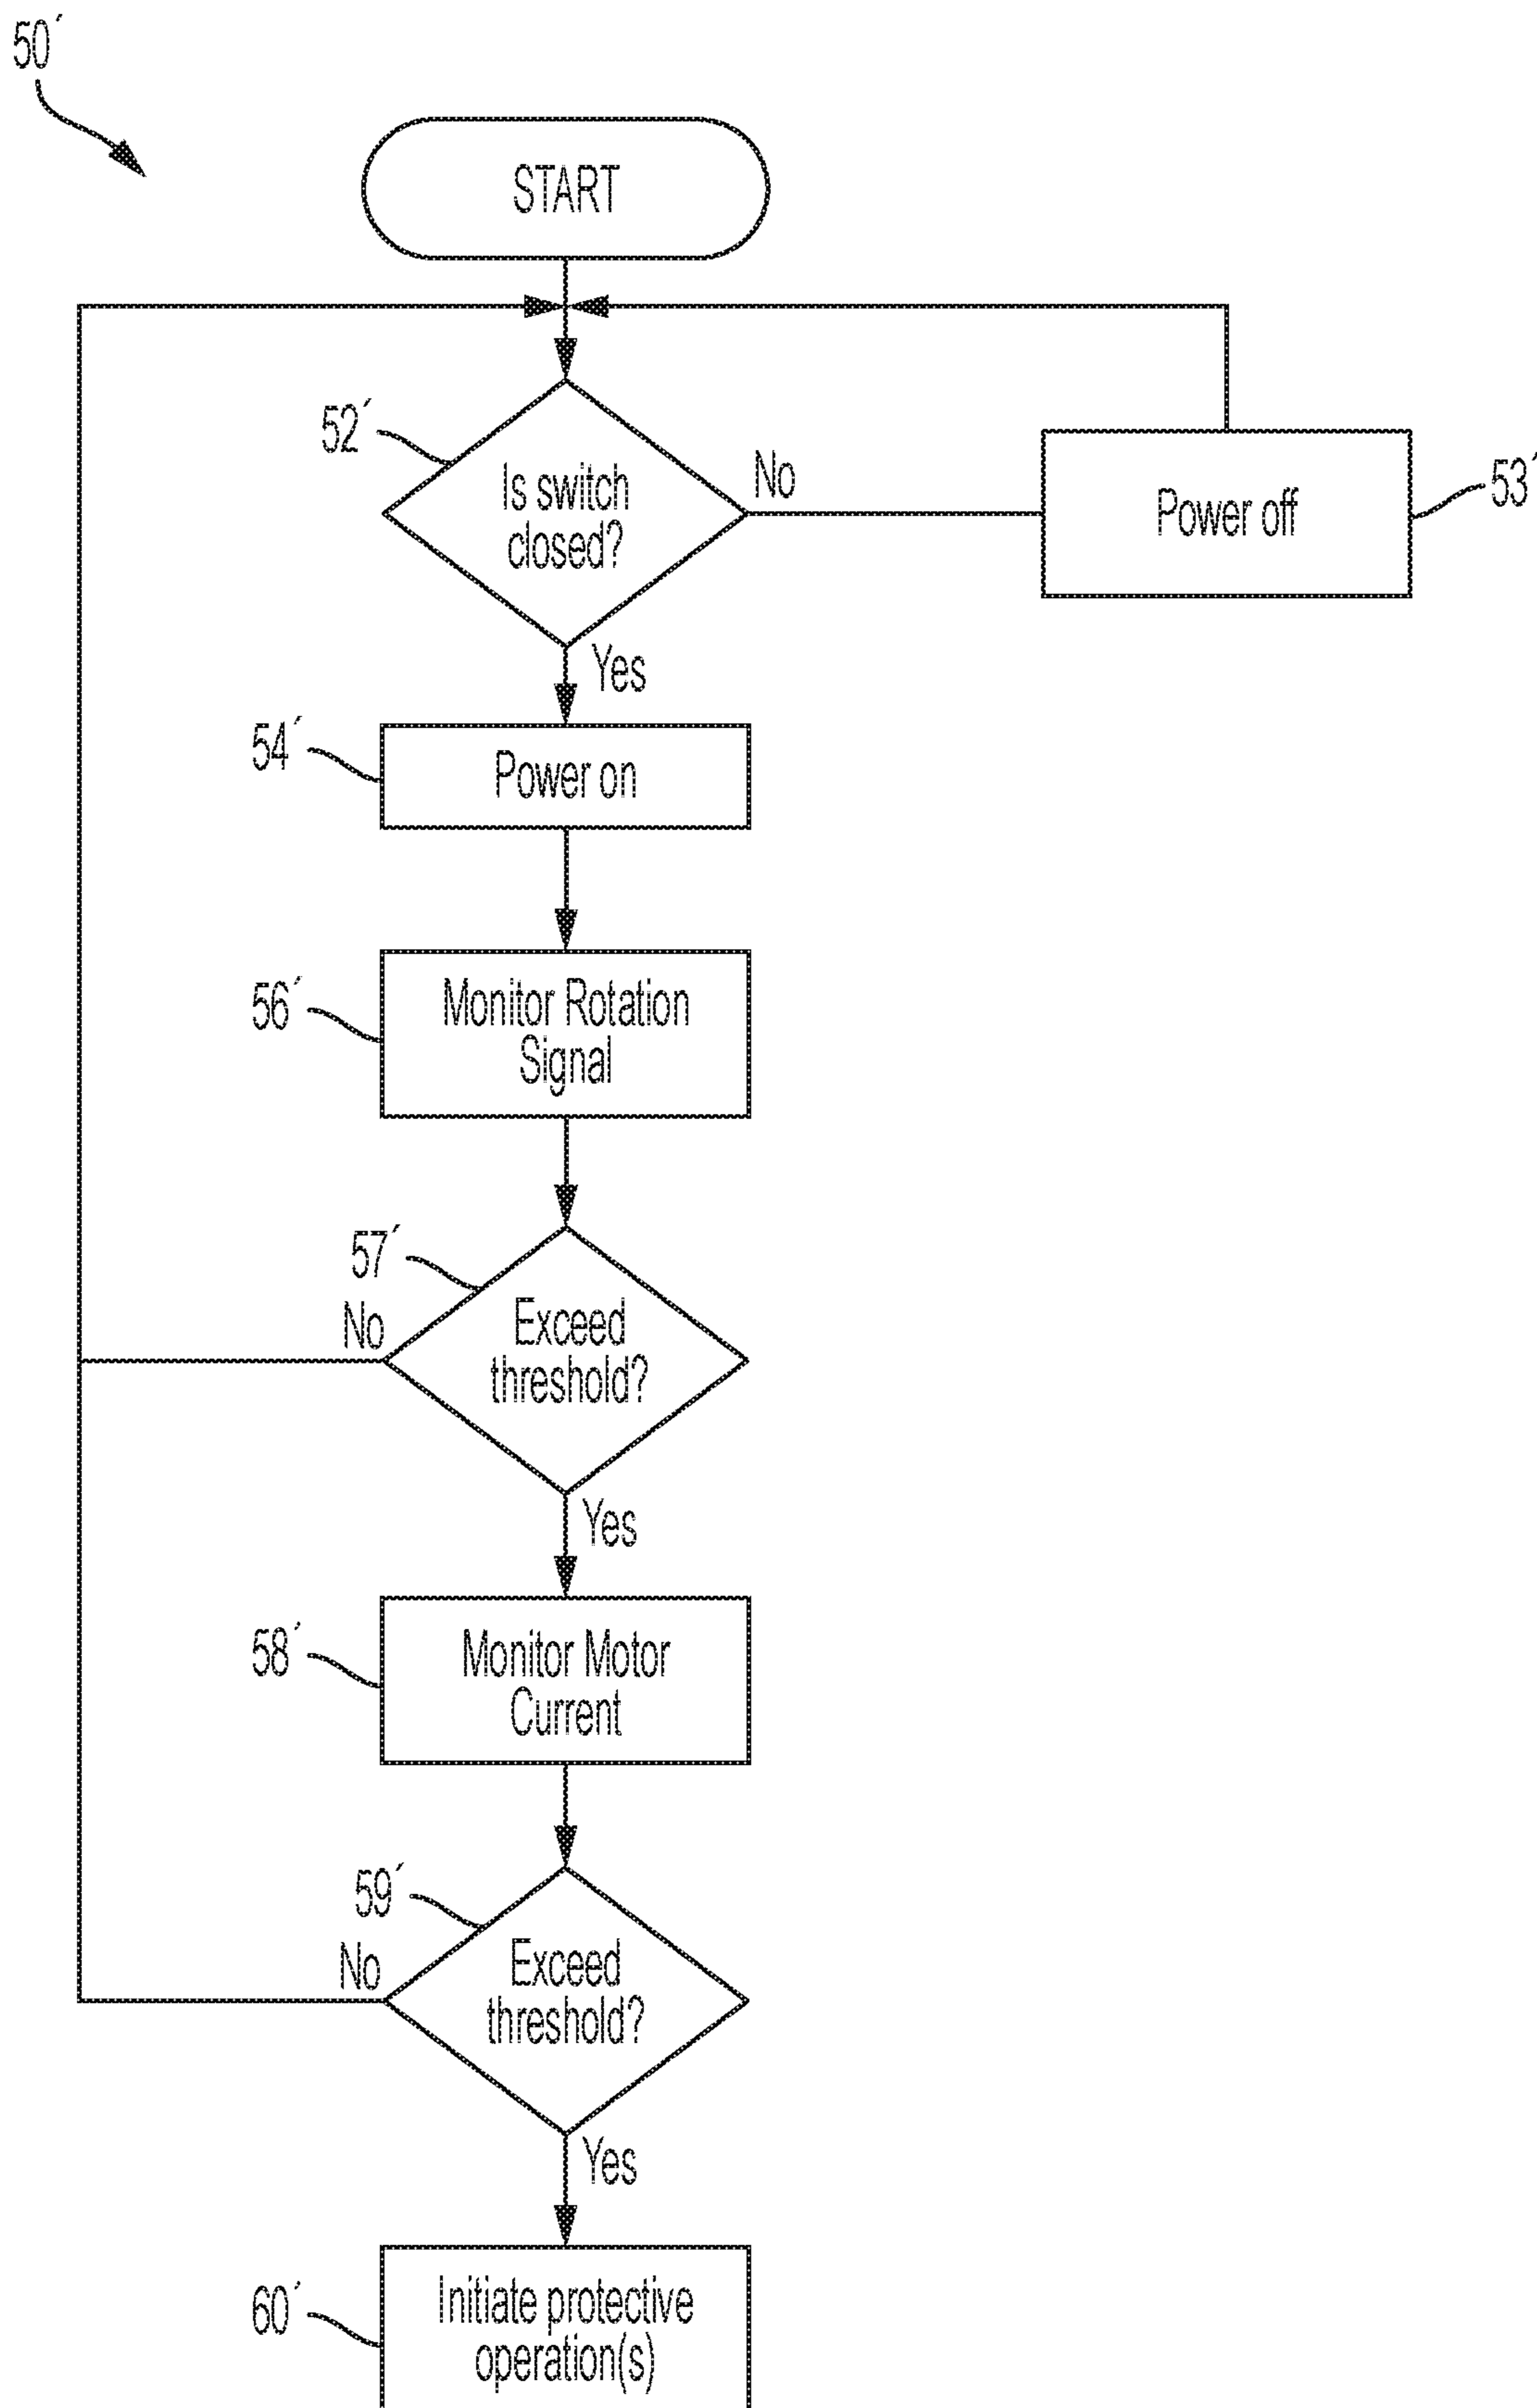 50´
START
52´
Is switch
closed?
No
Power off
53´
Yes
54´
Power on
56´
Monitor Rotation
Signal
57´
No
Exceed
threshold?
Yes
58´
Monitor Motor
Current
59´
No
Exceed
threshold?
Yes
60´
Initiate protective
operation(s)